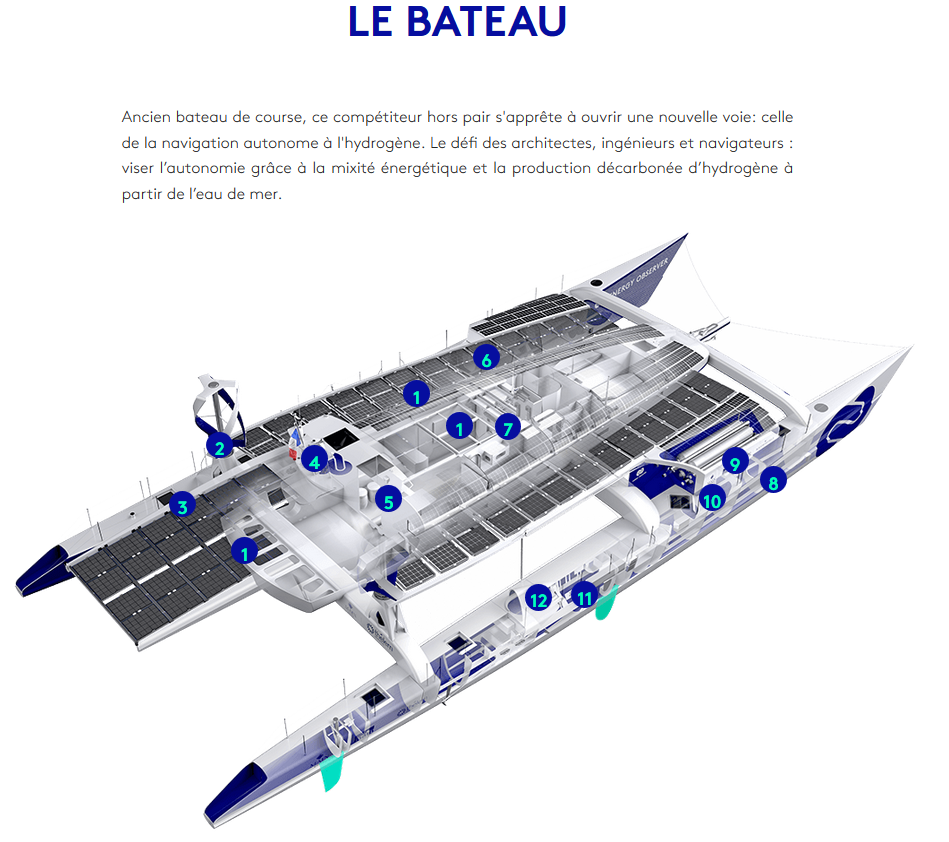 LE BATEAU
Ancien bateau de course, ce compétiteur hors pair s'apprête à ouvrir une nouvelle voie: celle
de la navigation autonome à l'hydrogène. Le défi des architectes, ingénieurs et navigateurs :
viser l’autonomie grâce à la mixité énergétique et la production décarbonée d’hydrogène à
partir de l’eau de mer.
ENERGY OBSERVER
6
1
1
7
2
4
9
8
3
5
10
1
12
11